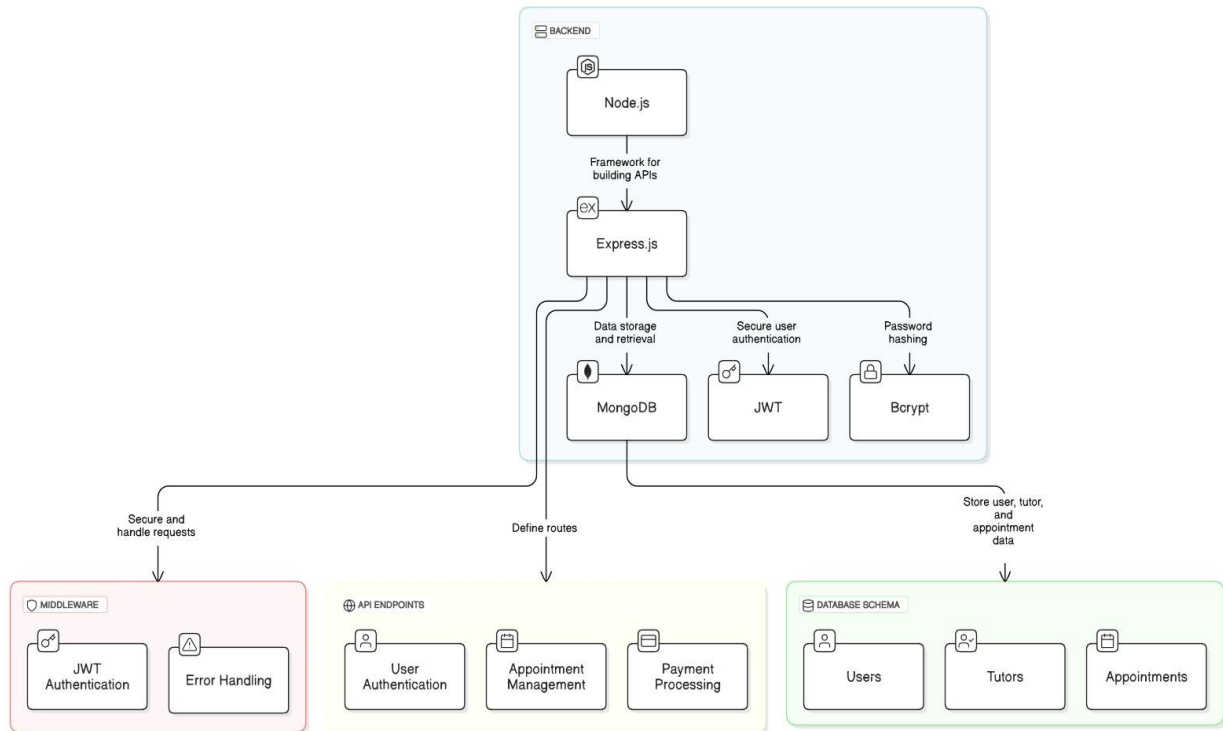 BACKEND
JS
Node.js
Framework for
building APIs
ex
Express.js
Data storage
and retrieval
Secure user
authentication
Password
hashing
MongoDB
JWT
Bcrypt
Secure and
handle requests
Define routes
Store user, tutor,
and
appointment
data
MIDDLEWARE
JWT
Authentication
Error Handling
API ENDPOINTS
User
Authentication
Appointment
Management
Payment
Processing
DATABASE SCHEMA
Users
Tutors
Appointments